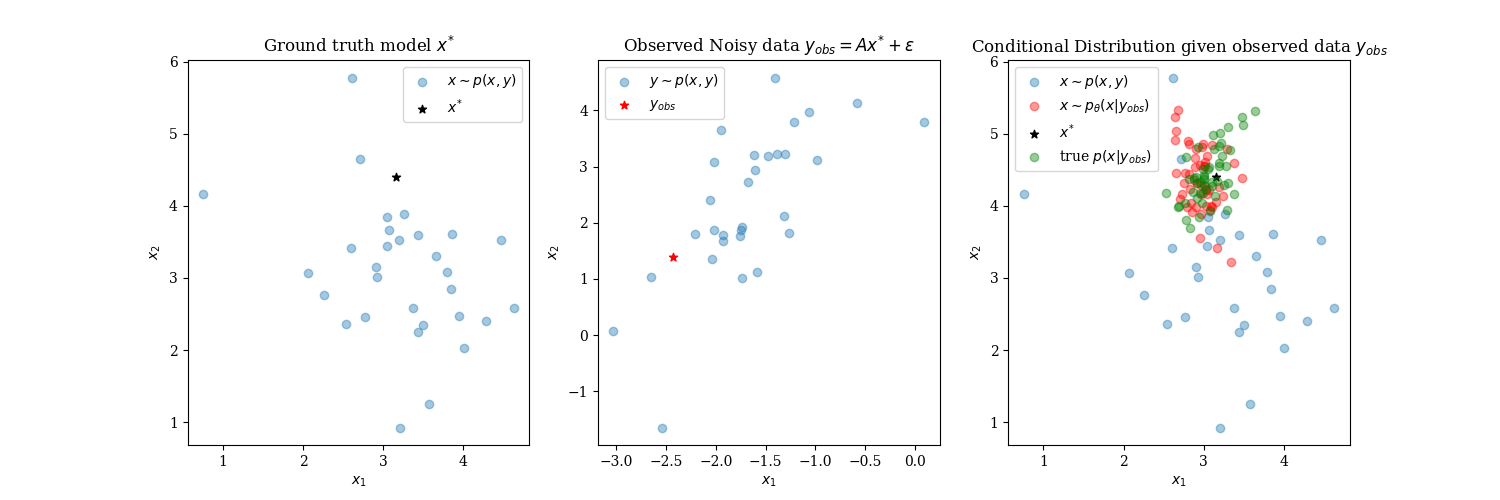 Ground truth model x*
x ~ p(x, y)
x*
6
5
4
3
2
1
x₂
1
2
3
4
x₁
Observed Noisy data y_obs = Ax* + ε
y ~ p(x, y)
y_obs
4
3
2
1
0
−1
x₂
−3.0
−2.5
−2.0
−1.5
−1.0
−0.5
0.0
x₁
Conditional Distribution given observed data y_obs
x ~ p(x, y)
x ~ p_θ(x|y_obs)
x*
true p(x|y_obs)
6
5
4
3
2
1
x₂
1
2
3
4
x₁